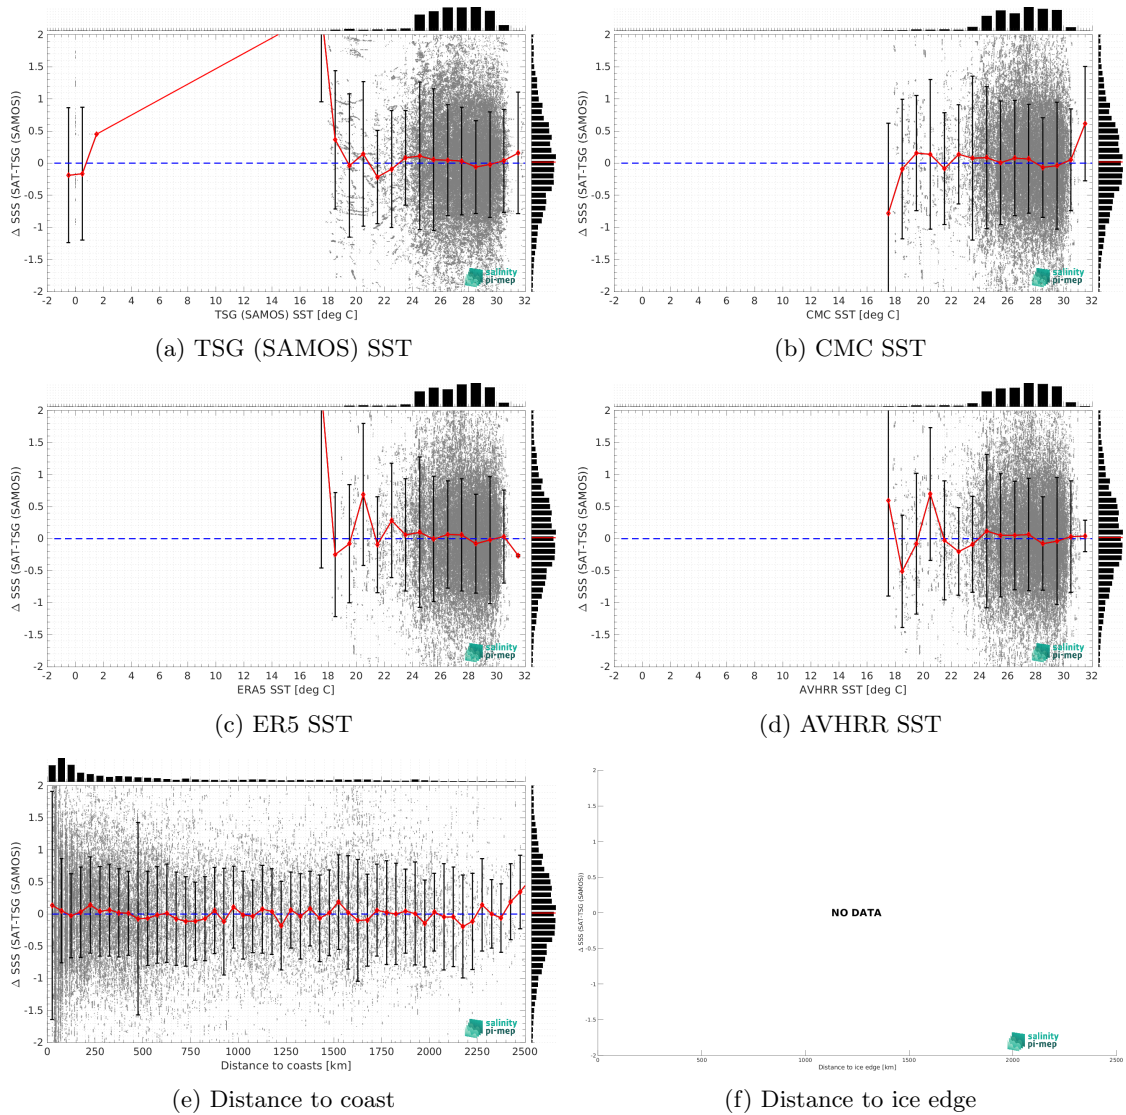 Δ SSS (SAT-TSG (SAMOS))
2
1.5
1
0.5
0
-0.5
-1
-1.5
-2
-2 0 2 4 6 8 10 12 14 16 18 20 22 24 26 28 30 32
TSG (SAMOS) SST [deg C]
salinity
pi-mep
(a) TSG (SAMOS) SST
Δ SSS (SAT-TSG (SAMOS))
2
1.5
1
0.5
0
-0.5
-1
-1.5
-2
-2 0 2 4 6 8 10 12 14 16 18 20 22 24 26 28 30 32
CMC SST [deg C]
salinity
pi-mep
(b) CMC SST
Δ SSS (SAT-TSG (SAMOS))
2
1.5
1
0.5
0
-0.5
-1
-1.5
-2
-2 0 2 4 6 8 10 12 14 16 18 20 22 24 26 28 30 32
ERA5 SST [deg C]
salinity
pi-mep
(c) ER5 SST
Δ SSS (SAT-TSG (SAMOS))
2
1.5
1
0.5
0
-0.5
-1
-1.5
-2
-2 0 2 4 6 8 10 12 14 16 18 20 22 24 26 28 30 32
AVHRR SST [deg C]
salinity
pi-mep
(d) AVHRR SST
Δ SSS (SAT-TSG (SAMOS))
2
1.5
1
0.5
0
-0.5
-1
-1.5
-2
0 250 500 750 1000 1250 1500 1750 2000 2250 2500
Distance to coasts [km]
salinity
pi-mep
(e) Distance to coast
Δ SSS (SAT-TSG (SAMOS))
2
1.5
1
0.5
0
-0.5
-1
-1.5
-2
NO DATA
0 500 1000 1500 2000 2500
Distance to ice edge [km]
salinity
pi-mep
(f) Distance to ice edge